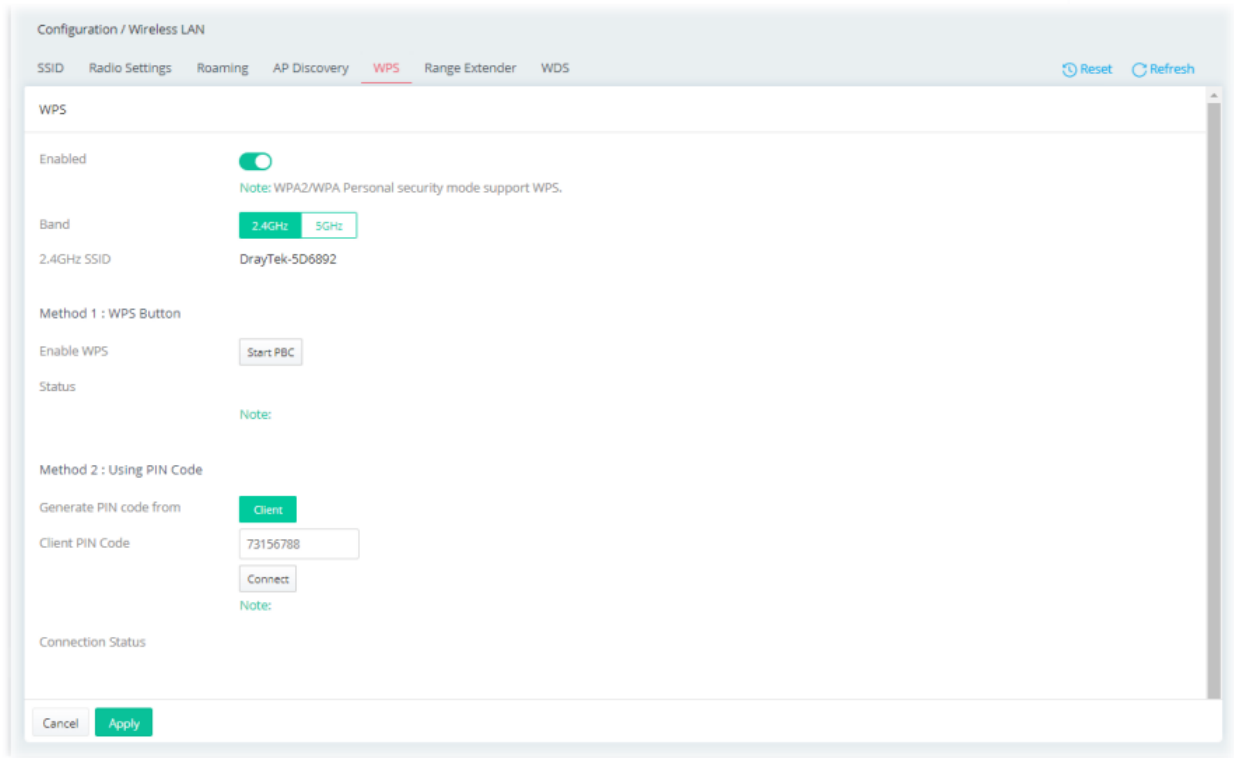 Configuration / Wireless LAN
SSID Radio Settings Roaming AP Discovery WPS Range Extender WDS Reset Refresh
WPS
Enabled
Note: WPA2/WPA Personal security mode support WPS.
Band 2.4GHz 5GHz
2.4GHz SSID DrayTek-5D6892
Method 1 : WPS Button
Enable WPS Start PBC
Status
Note:
Method 2 : Using PIN Code
Generate PIN code from Client
Client PIN Code 73156788
Connect
Note:
Connection Status
Cancel Apply